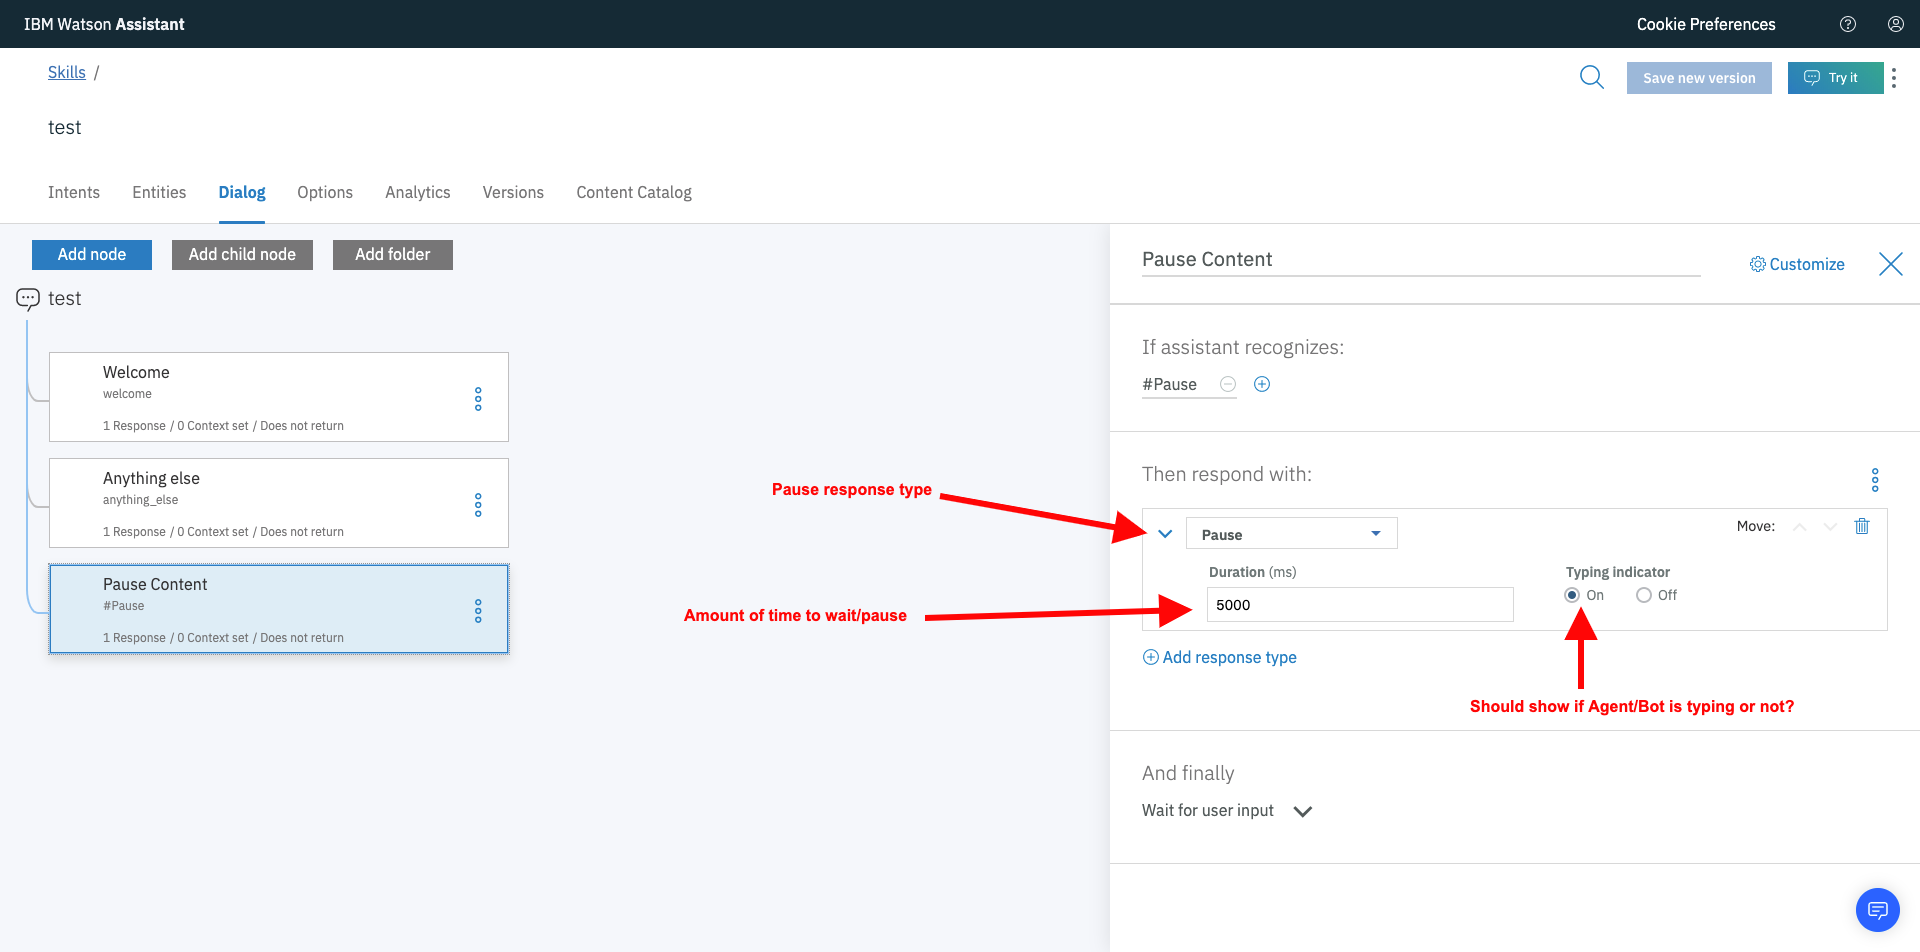 IBM Watson Assistant
Cookie Preferences
Skills /
Save new version
Try it
test
Intents
Entities
Dialog
Options
Analytics
Versions
Content Catalog
Add node
Add child node
Add folder
test
Welcome
welcome
1 Response / 0 Context set / Does not return
Anything else
anything_else
1 Response / 0 Context set / Does not return
Pause Content
#Pause
1 Response / 0 Context set / Does not return
Pause response type
Amount of time to wait/pause
Pause Content
Customize
If assistant recognizes:
#Pause
Then respond with:
Pause
Move:
Duration (ms)
Typing indicator
5000
On
Off
Add response type
Should show if Agent/Bot is typing or not?
And finally
Wait for user input